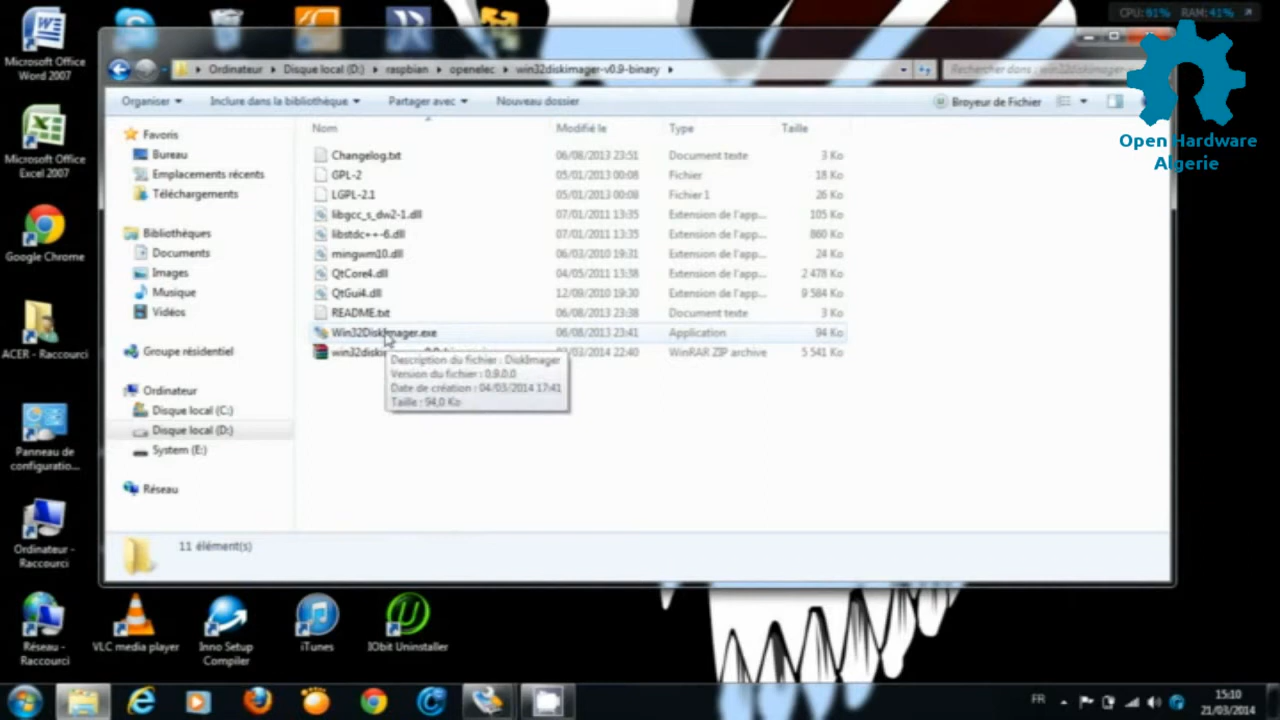 CPU: 61% RAM: 41%
Open Hardware
Algerie
Microsoft Office
Word 2007
Microsoft Office
Excel 2007
Google Chrome
ACER - Raccourci
Panneau de
configuratio...
Ordinateur -
Raccourci
Réseau -
Raccourci
VLC media player
Inno Setup
Compiler
iTunes
IObit Uninstaller
Ordinateur Disque local (D:) raspbian openelec win32diskimager-v0.9-binary
Rechercher dans : win32diskimager-...
Organiser Inclure dans la bibliothèque Partager avec Nouveau dossier Broyeur de Fichier
Favoris
Bureau
Emplacements récents
Téléchargements
Bibliothèques
Documents
Images
Musique
Vidéos
Groupe résidentiel
Ordinateur
Disque local (C:)
Disque local (D:)
System (E:)
Réseau
Nom Modifié le Type Taille
Changelog.txt 06/08/2013 23:51 Document texte 3 Ko
GPL-2 05/01/2013 00:08 Fichier 18 Ko
LGPL-2.1 05/01/2013 00:08 Fichier 1 26 Ko
libgcc_s_dw2-1.dll 07/01/2011 13:35 Extension de l'app... 105 Ko
libstdc++-6.dll 07/01/2011 13:35 Extension de l'app... 860 Ko
mingwm10.dll 06/03/2010 19:31 Extension de l'app... 24 Ko
QtCore4.dll 04/05/2011 13:38 Extension de l'app... 2 478 Ko
QtGui4.dll 12/09/2010 19:30 Extension de l'app... 9 584 Ko
README.txt 06/08/2013 23:38 Document texte 3 Ko
Win32DiskImager.exe 06/08/2013 23:41 Application 94 Ko
/03/2014 22:40 WinRAR ZIP archive 5 541 Ko
Description du fichier : DiskImager
Version du fichier : 0.9.0.0
Date de création : 04/03/2014 17:41
Taille : 94,0 Ko
11 élément(s)
FR
15:10
21/03/2014